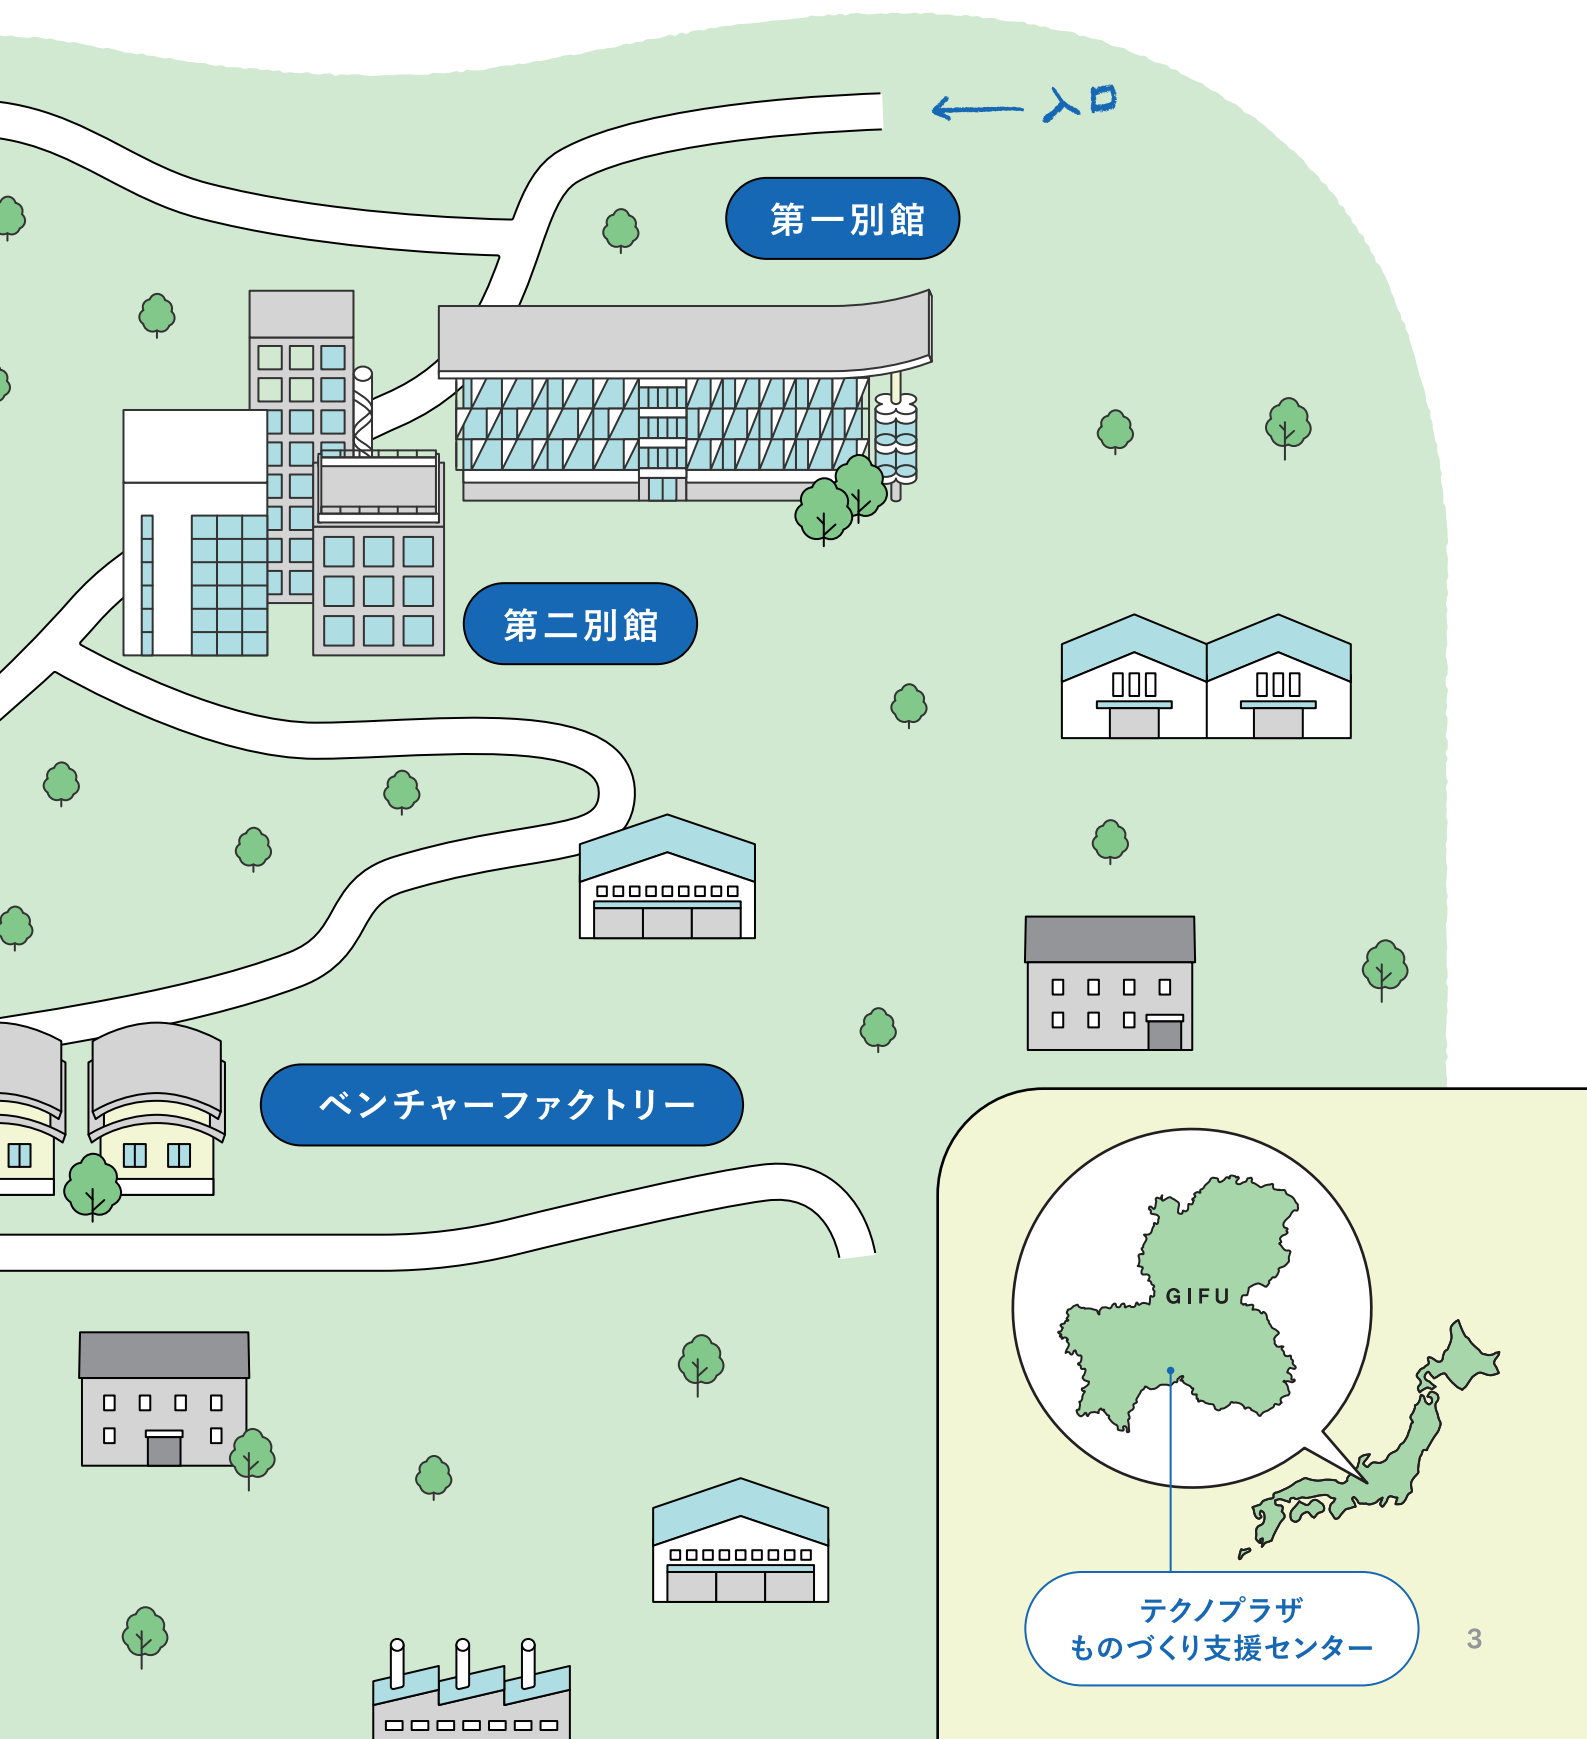 入口
第一別館
第二別館
ベンチャーファクトリー
GIFU
テクノプラザ
ものづくり支援センター
3